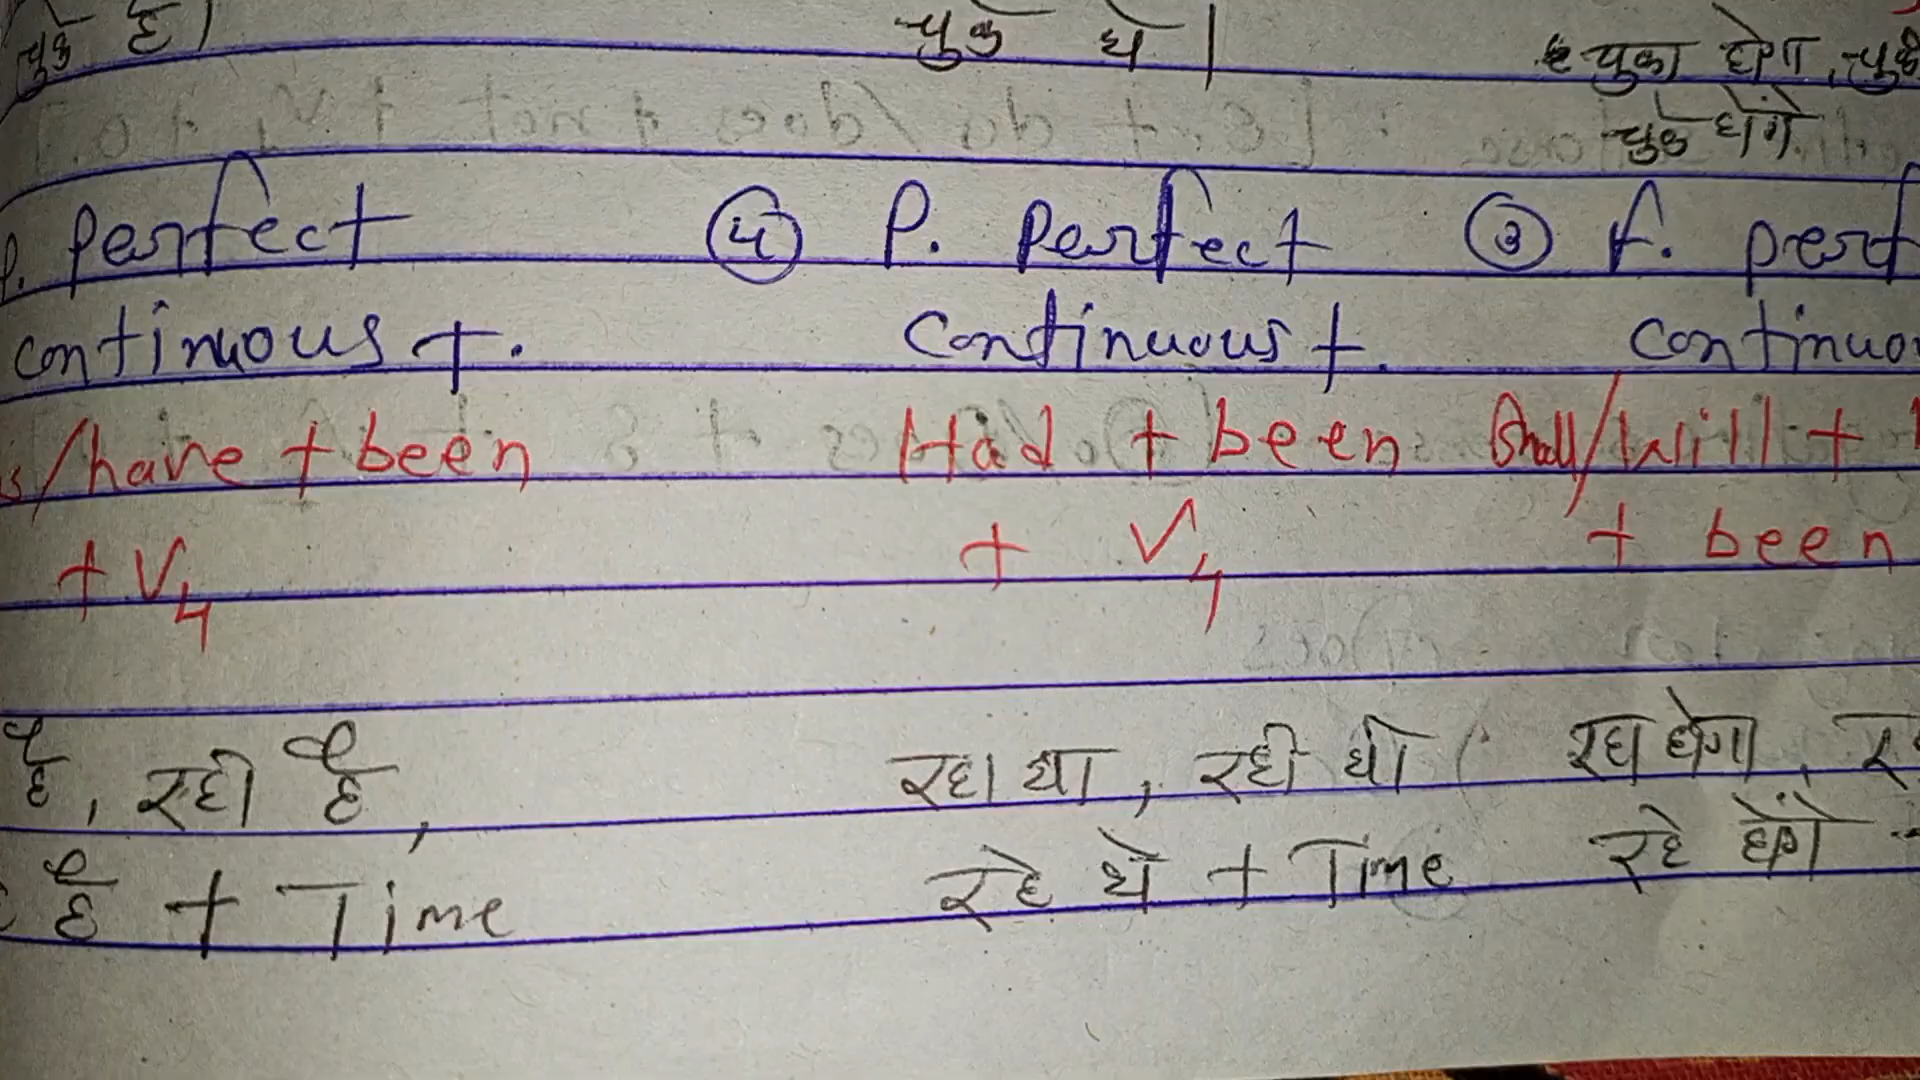 चुके है। चुके थे। चुका होगा, चुकी
चुके होंगे
P. Perfect ④ P. Perfect ③ F. perf
continuous t. Continuous t. continuo
s/have + been Had + been Shall/Will +
+ V4 + V4 + been
है, रही है, रहा था, रही थी रहा होगा, र
है + Time रहे थे + Time रहे होंगे